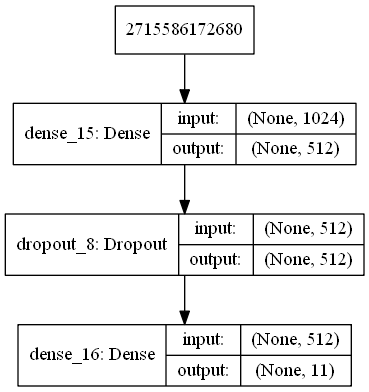 2715586172680
dense_15: Dense
input:
(None, 1024)
output:
(None, 512)
dropout_8: Dropout
input:
(None, 512)
output:
(None, 512)
dense_16: Dense
input:
(None, 512)
output:
(None, 11)